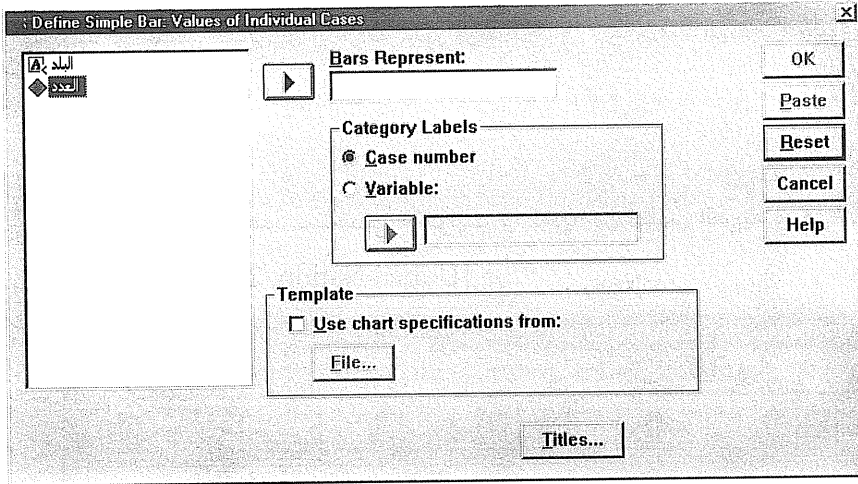 : Define Simple Bar: Values of Individual Cases
البلد
العدد
Bars Represent:
Category Labels
Case number
Variable:
Template
Use chart specifications from:
File...
Titles...
OK
Paste
Reset
Cancel
Help